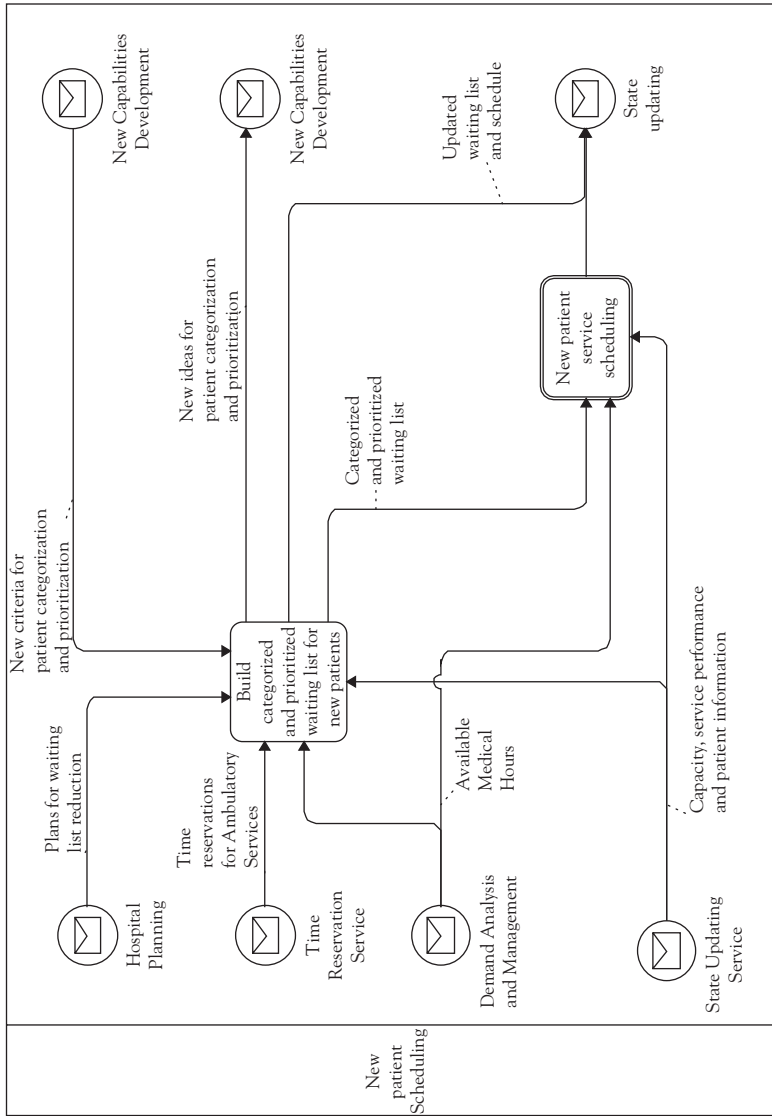 New
patient
Scheduling
Hospital
Planning
Plans for waiting
list reduction
New criteria for
patient categorization
and prioritization
New Capabilities
Development
Time
Reservation
Service
Time
reservations
for Ambulatory
Services
Build
categorized
and prioritized
waiting list for
new patients
New ideas for
patient categorization
and prioritization
New Capabilities
Development
Demand Analysis
and Management
Available
Medical
Hours
Categorized
and prioritized
waiting list
Updated
waiting list
and schedule
New patient
service
scheduling
State
updating
State Updating
Service
Capacity, service performance
and patient information